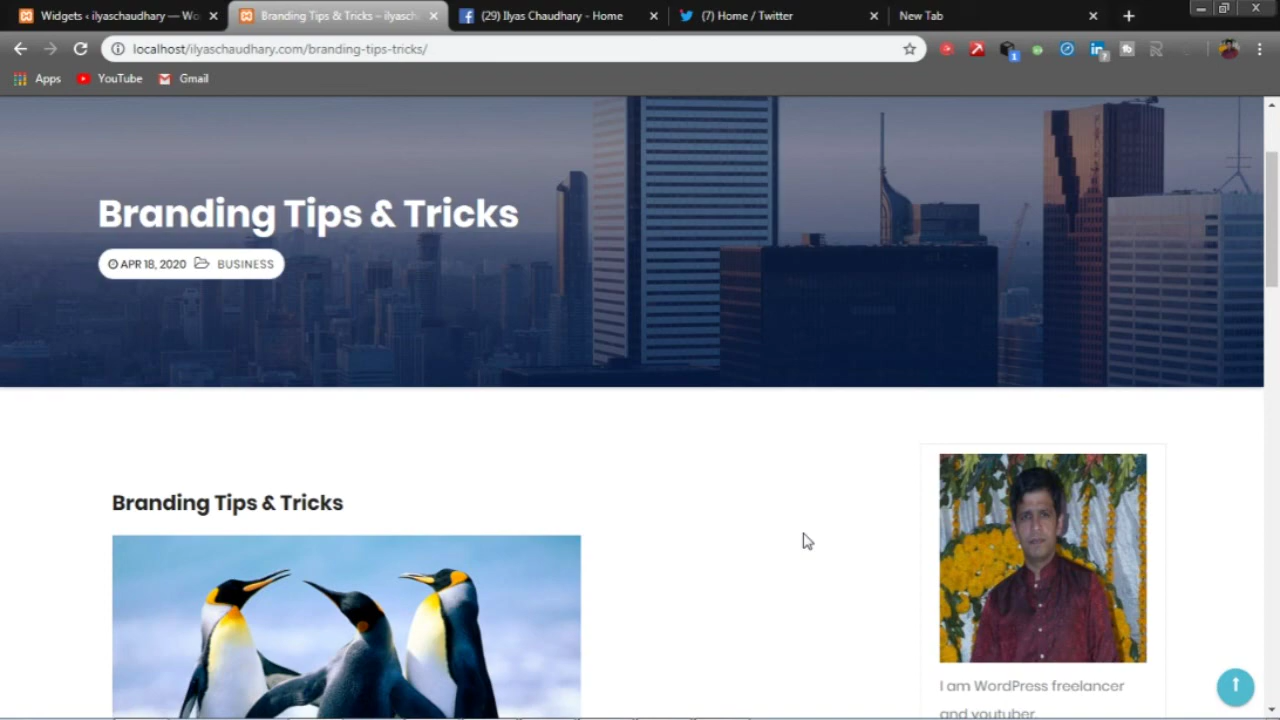 Widgets ‹ ilyaschaudhary — Wo
Branding Tips & Tricks – ilyasch
(29) Ilyas Chaudhary - Home
(7) Home / Twitter
New Tab
localhost/ilyaschaudhary.com/branding-tips-tricks/
1
7
Apps
YouTube
Gmail
Branding Tips & Tricks
APR 18, 2020 BUSINESS
Branding Tips & Tricks
I am WordPress freelancer
and youtuber.